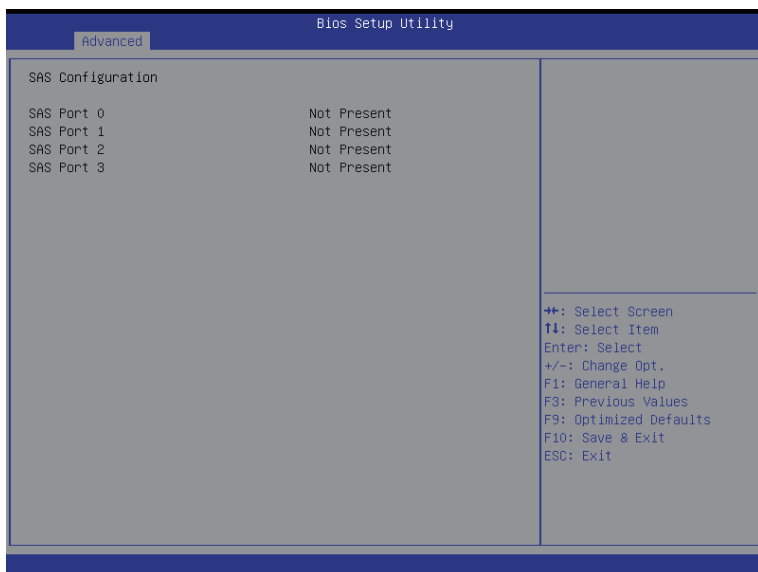 Bios Setup Utility
Advanced
SAS Configuration
SAS Port 0 Not Present
SAS Port 1 Not Present
SAS Port 2 Not Present
SAS Port 3 Not Present
→←: Select Screen
↑↓: Select Item
Enter: Select
+/-: Change Opt.
F1: General Help
F3: Previous Values
F9: Optimized Defaults
F10: Save & Exit
ESC: Exit